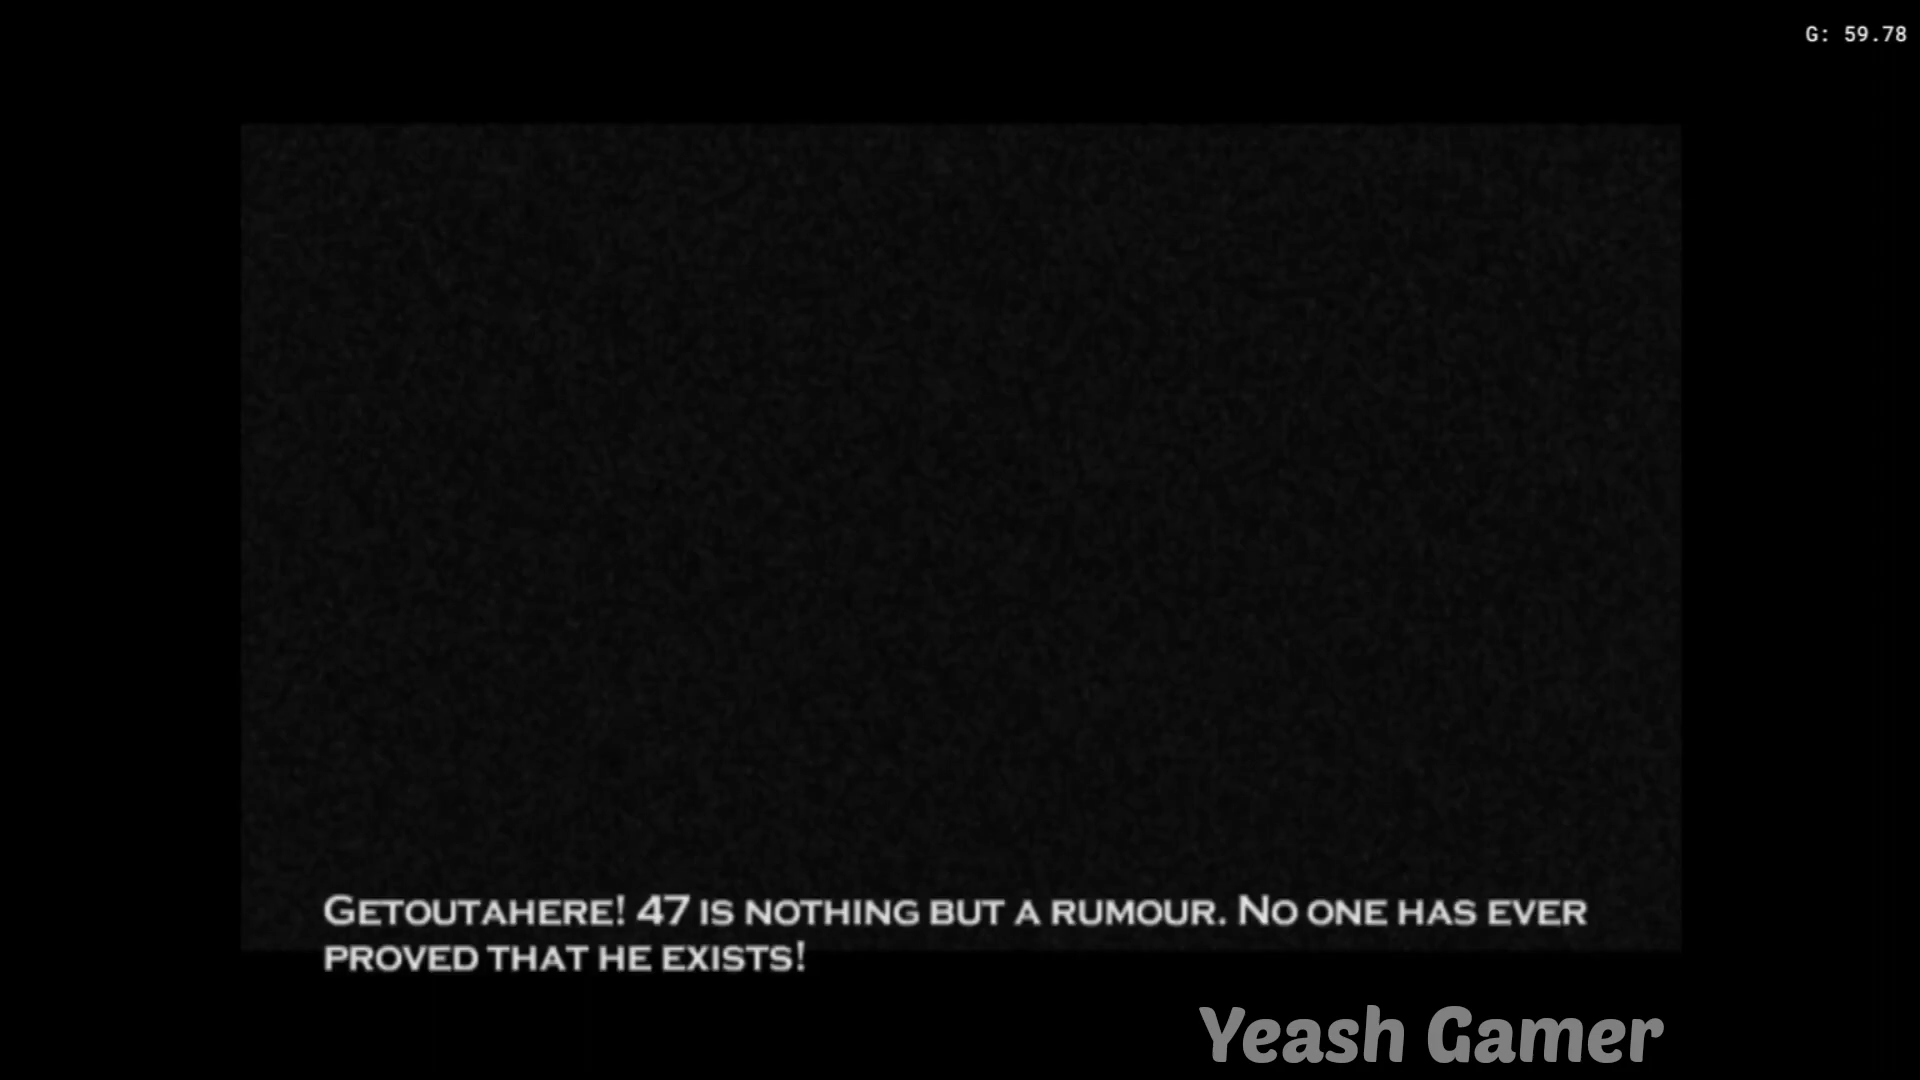 G: 59.78
Getoutahere! 47 is nothing but a rumour. No one has ever
proved that he exists!
Yeash Gamer